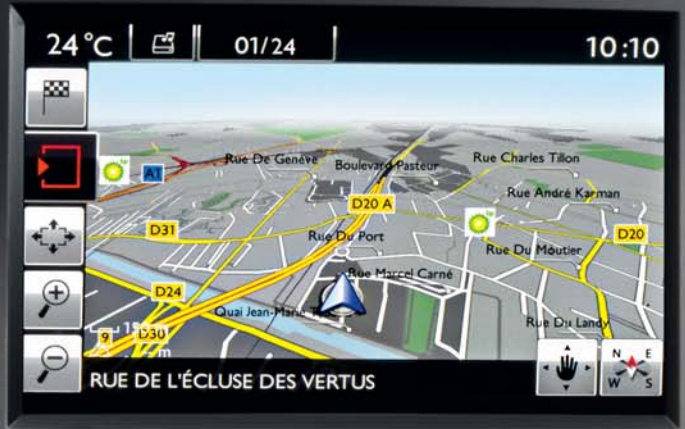 24°C
01/24
10:10
Rue De Genève
Boulevard Pasteur
Rue Charles Tillon
A1
Rue André Karman
D20 A
D31
Rue Du Port
D20
Rue Du Moutier
Rue Marcel Carné
D24
Quai Jean-Marie
Rue Du Landy
D30
9
m
N E
W S
RUE DE L'ÉCLUSE DES VERTUS